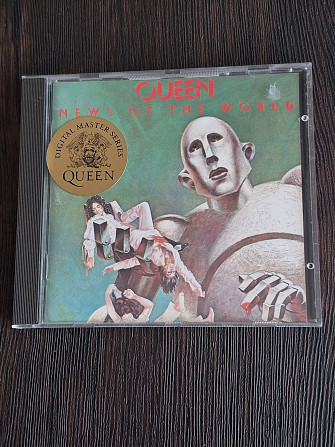 QUEEN
NEWS OF THE WORLD
DIGITAL MASTER SERIES
QUEEN